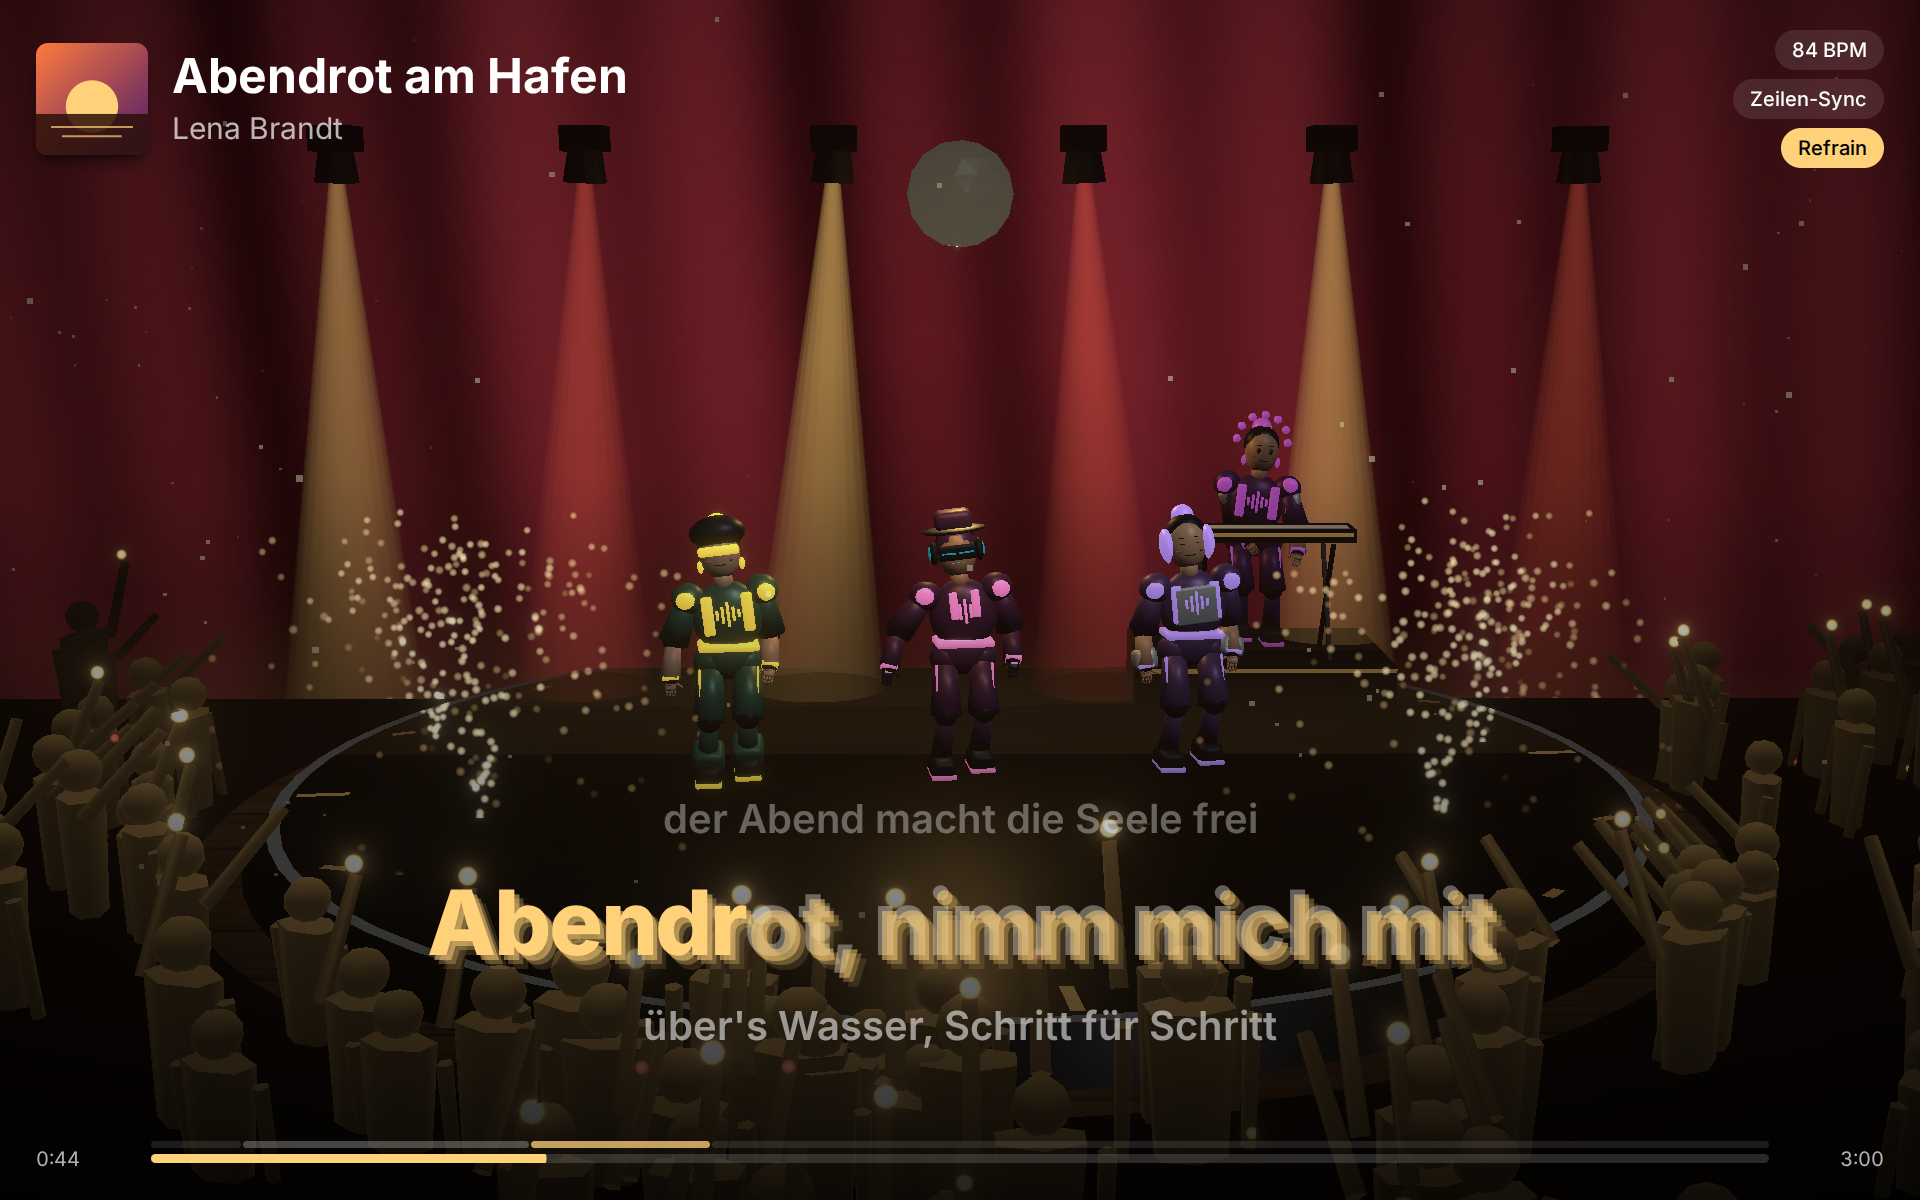 Abendrot am Hafen
Lena Brandt
84 BPM
Zeilen-Sync
Refrain
der Abend macht die Seele frei
Abendrot, nimm mich mit
über's Wasser, Schritt für Schritt
0:44
3:00